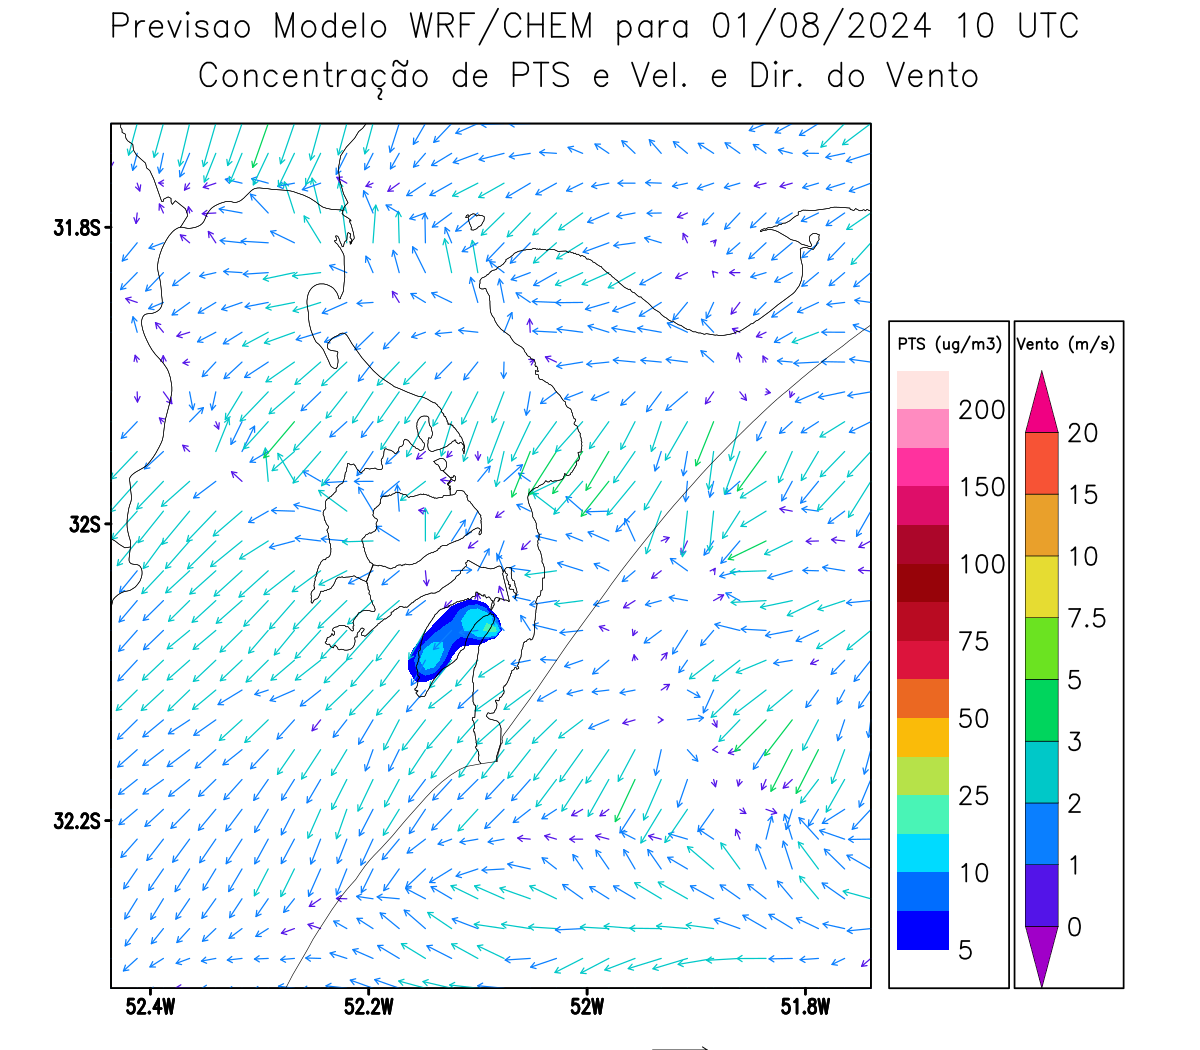 Previsao Modelo WRF/CHEM para 01/08/2024 10 UTC
Concentração de PTS e Vel. e Dir. do Vento
31.8S
32S
32.2S
52.4W
52.2W
52W
51.8W
PTS (ug/m3)
200
150
100
75
50
25
10
5
Vento (m/s)
20
15
10
7.5
5
3
2
1
0